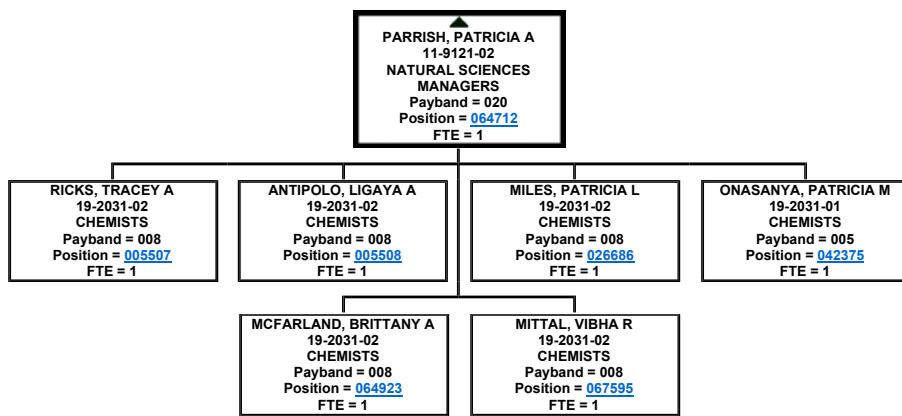 PARRISH, PATRICIA A
11-9121-02
NATURAL SCIENCES
MANAGERS
Payband = 020
Position = 064712
FTE = 1
RICKS, TRACEY A
19-2031-02
CHEMISTS
Payband = 008
Position = 005507
FTE = 1
ANTIPOLO, LIGAYA A
19-2031-02
CHEMISTS
Payband = 008
Position = 005508
FTE = 1
MILES, PATRICIA L
19-2031-02
CHEMISTS
Payband = 008
Position = 026686
FTE = 1
ONASANYA, PATRICIA M
19-2031-01
CHEMISTS
Payband = 005
Position = 042375
FTE = 1
MCFARLAND, BRITTANY A
19-2031-02
CHEMISTS
Payband = 008
Position = 064923
FTE = 1
MITTAL, VIBHA R
19-2031-02
CHEMISTS
Payband = 008
Position = 067595
FTE = 1